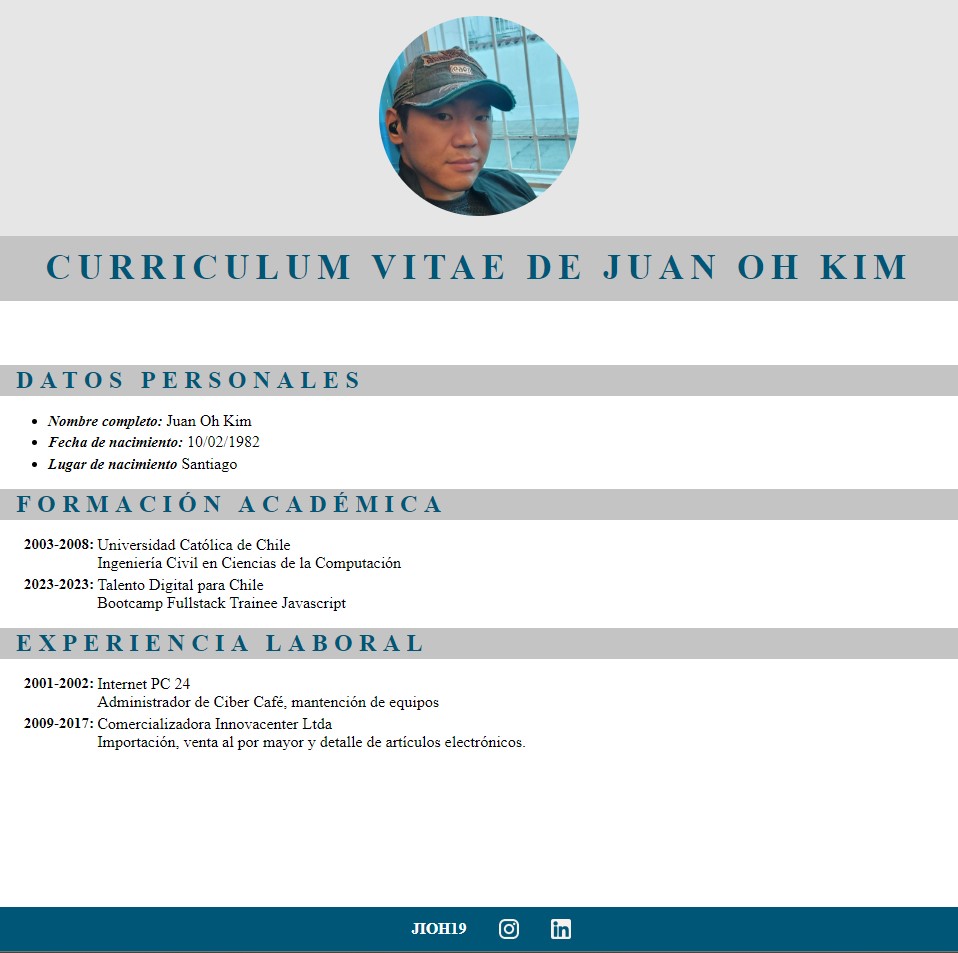 CURRICULUM VITAE DE JUAN OH KIM
DATOS PERSONALES
Nombre completo: Juan Oh Kim
Fecha de nacimiento: 10/02/1982
Lugar de nacimiento Santiago
FORMACIÓN ACADÉMICA
2003-2008: Universidad Católica de Chile
Ingeniería Civil en Ciencias de la Computación
2023-2023: Talento Digital para Chile
Bootcamp Fullstack Trainee Javascript
EXPERIENCIA LABORAL
2001-2002: Internet PC 24
Administrador de Ciber Café, mantención de equipos
2009-2017: Comercializadora Innovacenter Ltda
Importación, venta al por mayor y detalle de artículos electrónicos.
JIOH19
in